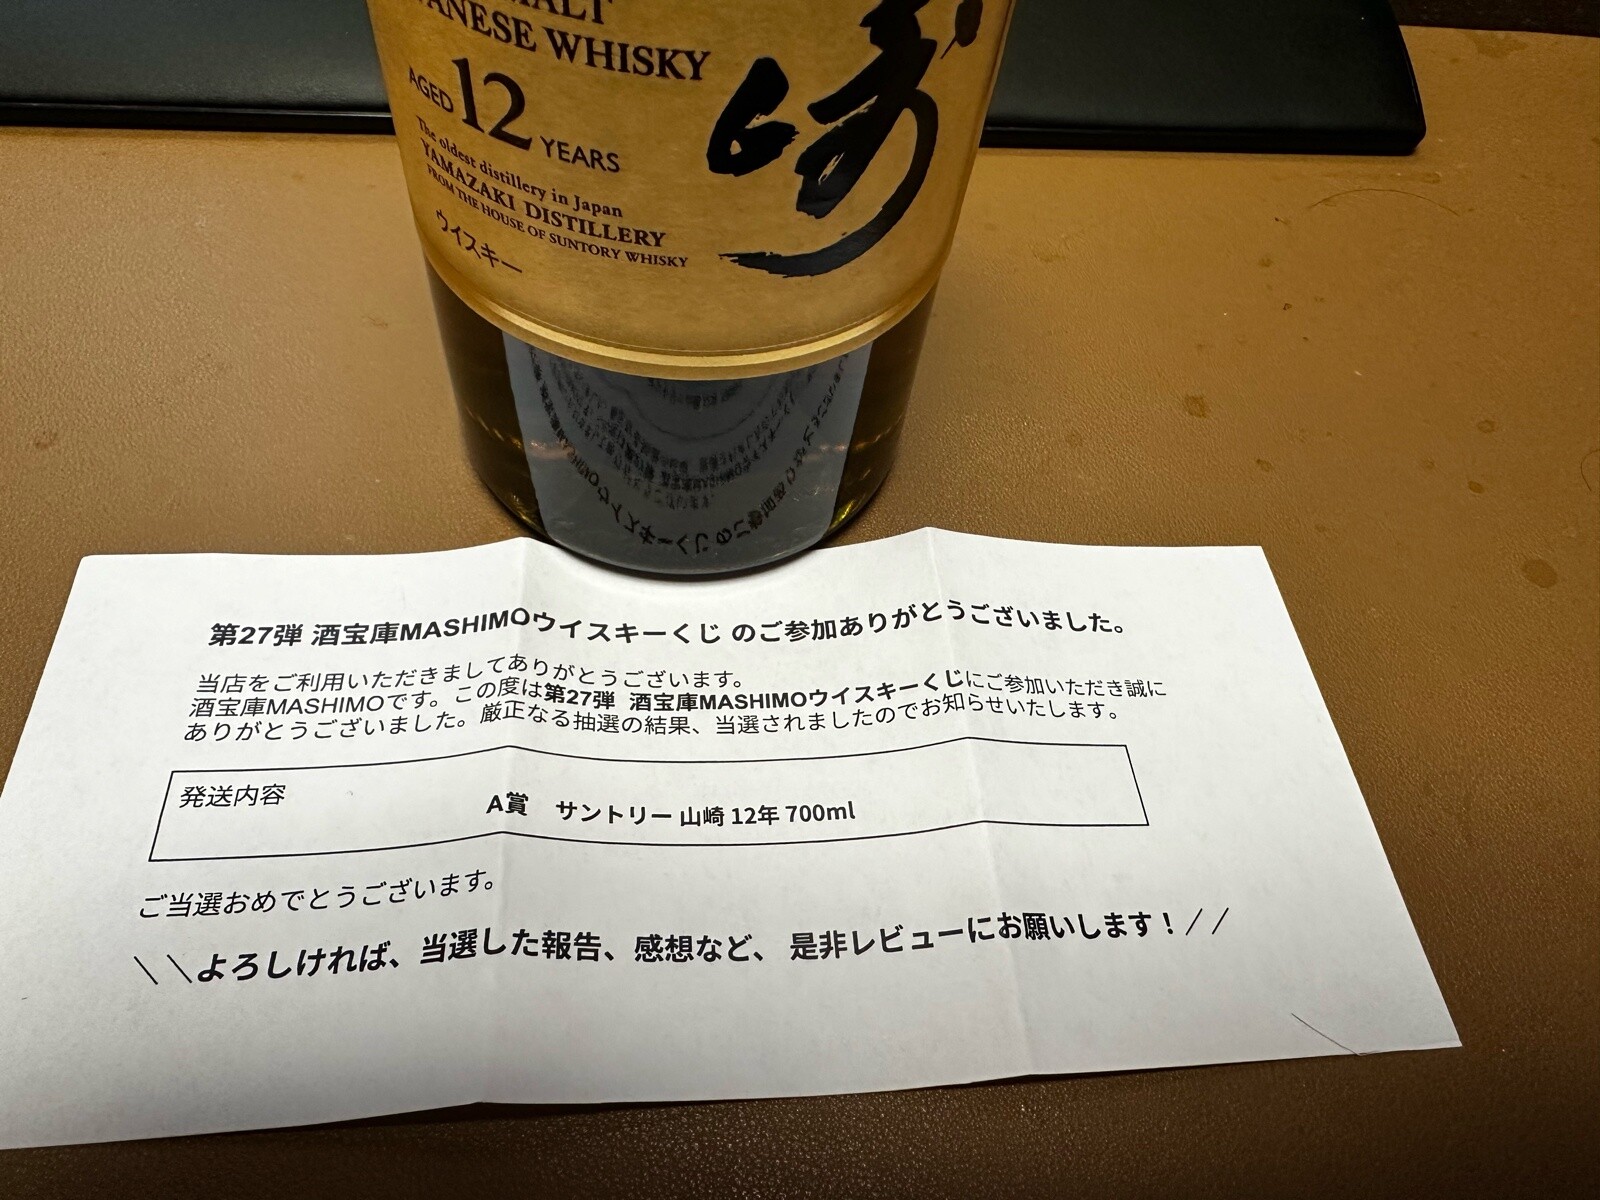 MALT
JAPANESE WHISKY
AGED 12 YEARS
The oldest distillery in Japan
YAMAZAKI DISTILLERY
FROM THE HOUSE OF SUNTORY WHISKY
ウイスキー
崎
第27弾 酒宝庫MASHIMOウイスキーくじ のご参加ありがとうございました。
当店をご利用いただきましてありがとうございます。
酒宝庫MASHIMOです。この度は第27弾 酒宝庫MASHIMOウイスキーくじにご参加いただき誠に
ありがとうございました。厳正なる抽選の結果、当選されましたのでお知らせいたします。
発送内容
A賞 サントリー 山崎 12年 700ml
ご当選おめでとうございます。
＼＼よろしければ、当選した報告、感想など、是非レビューにお願いします！／／